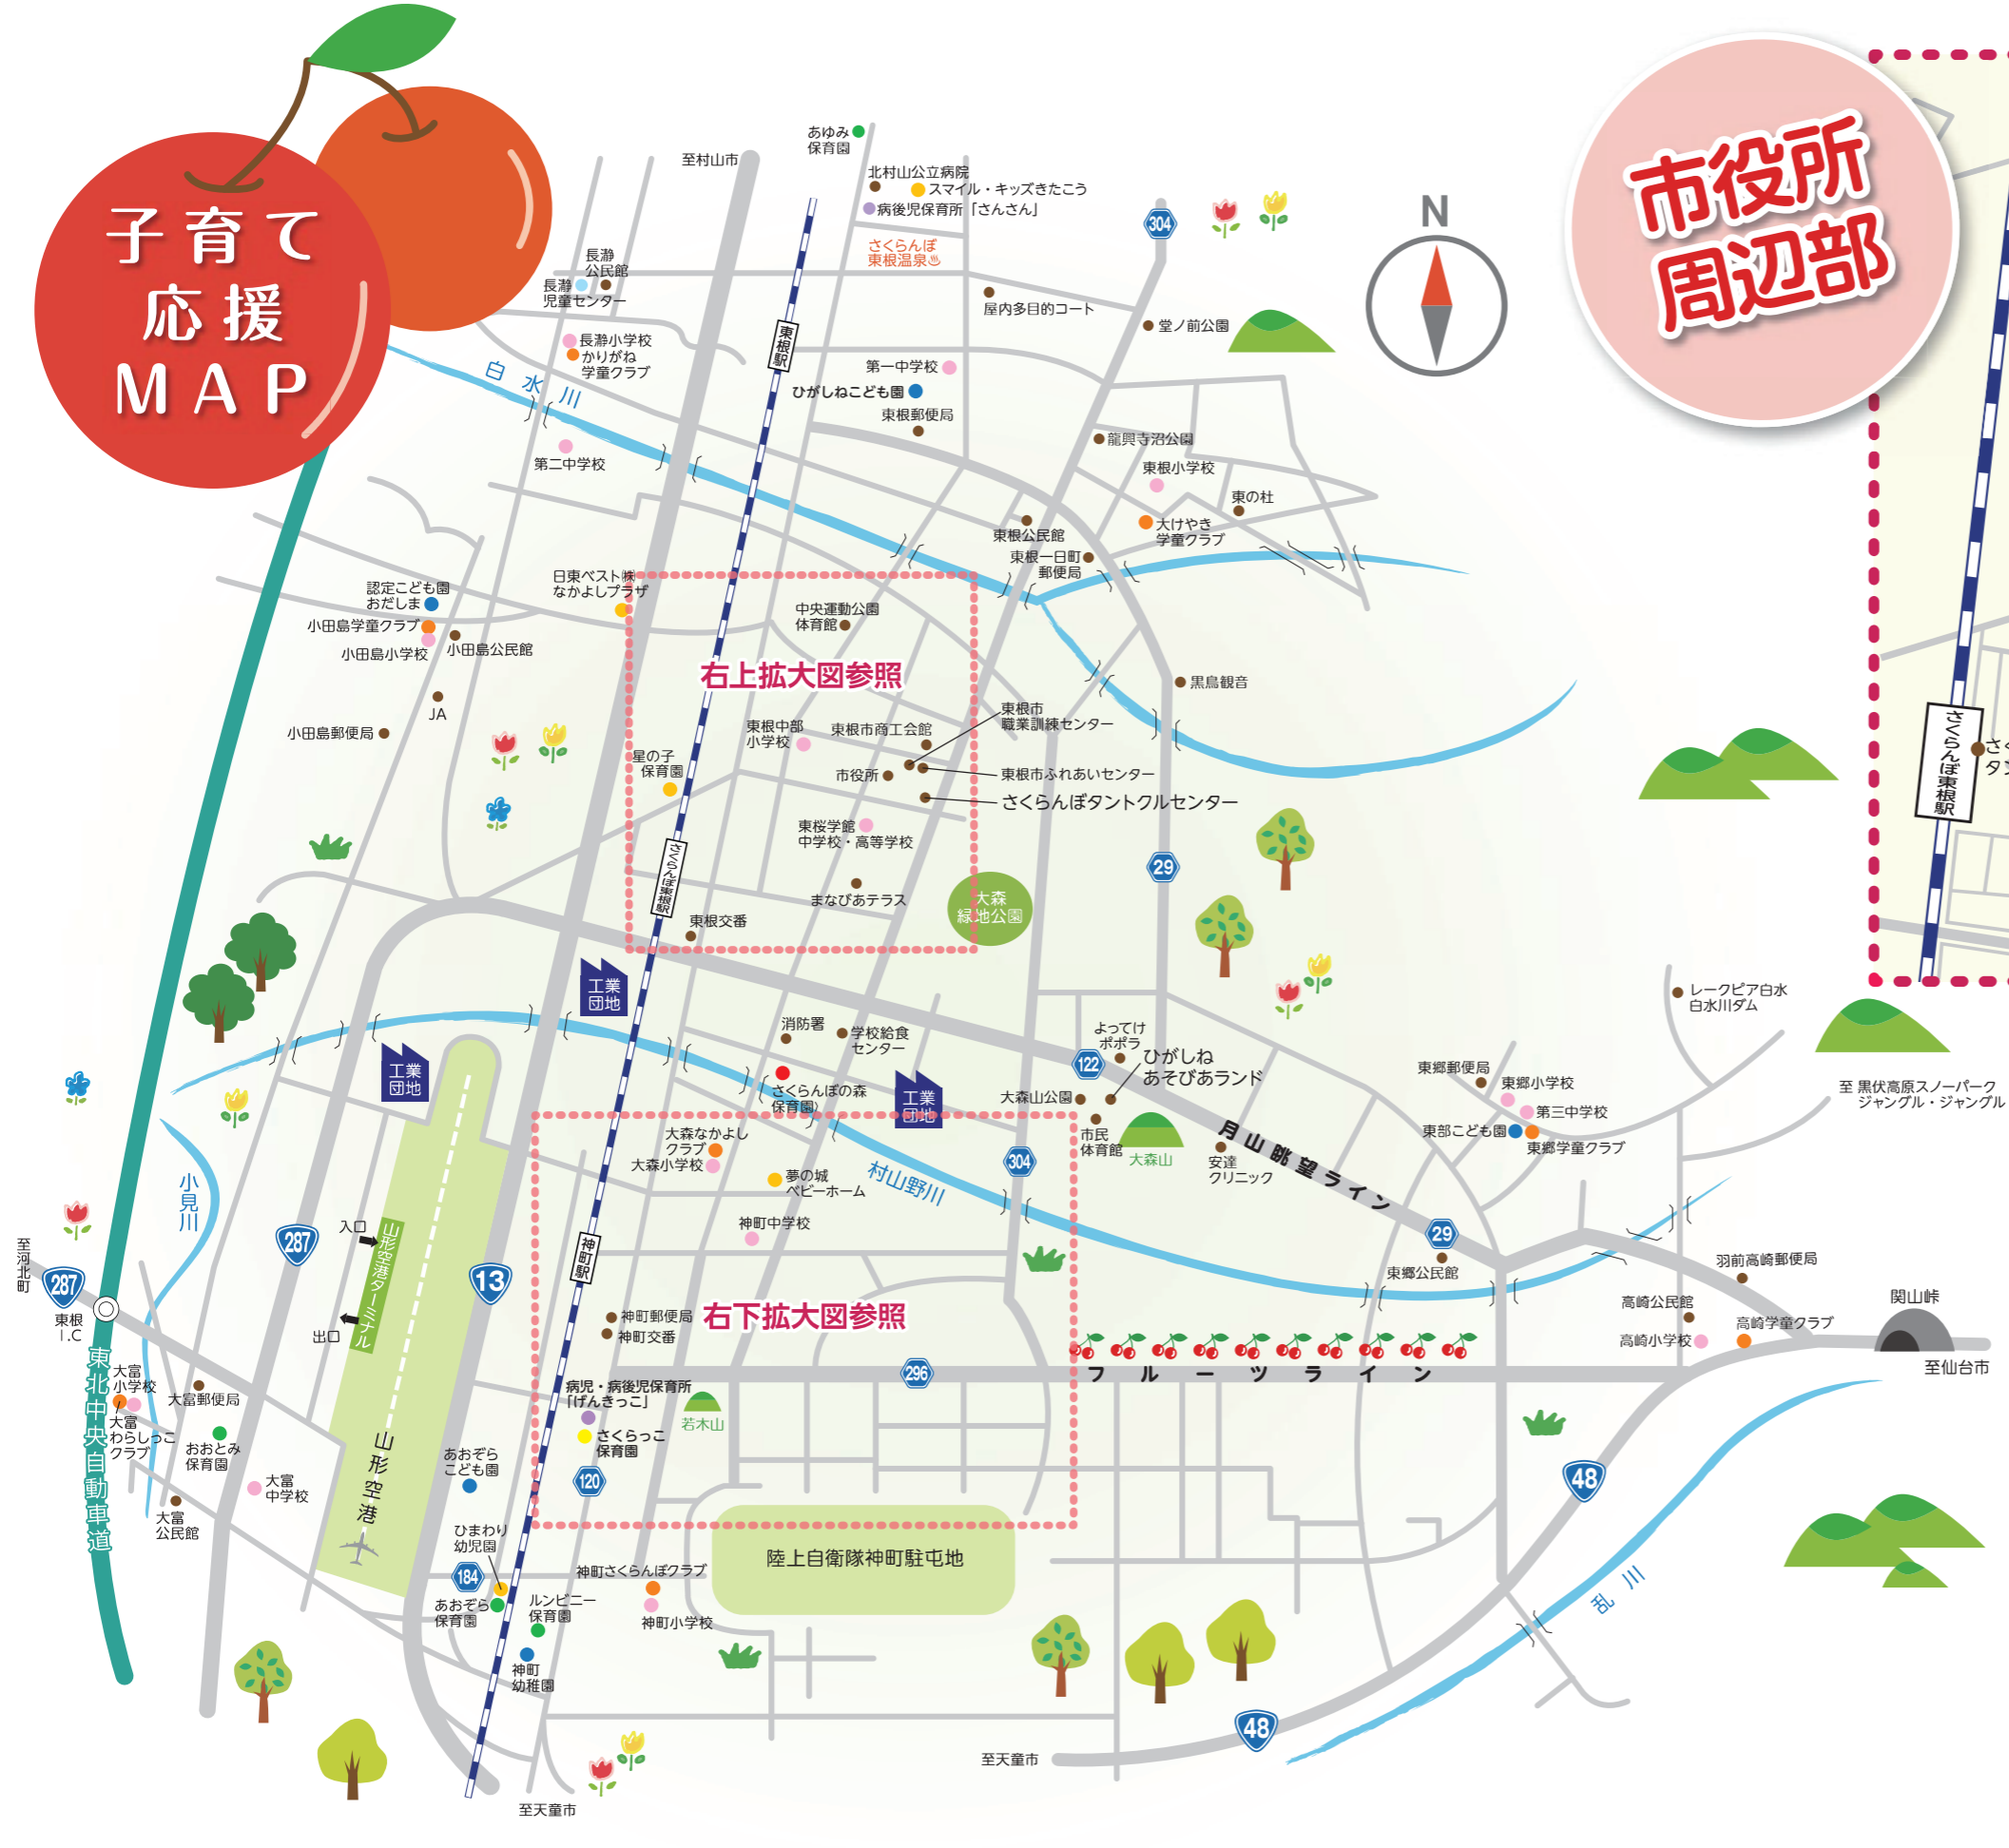 子育て
応援
MAP
市役所
周辺部
N
至村山市
あゆみ
保育園
北村山公立病院
スマイル・キッズきたこう
病後児保育所「さんさん」
さくらんぼ
東根温泉♨
304
長瀞
公民館
長瀞
児童センター
屋内多目的コート
堂ノ前公園
長瀞小学校
かりがね
学童クラブ
東根駅
第一中学校
ひがしねこども園
東根郵便局
白水川
第二中学校
龍興寺沼公園
東根小学校
東の杜
大けやき
学童クラブ
東根公民館
東根一日町
郵便局
認定こども園
おだしま
小田島学童クラブ
小田島小学校
小田島公民館
日東ベスト㈱
なかよしプラザ
中央運動公園
体育館
右上拡大図参照
JA
小田島郵便局
黒鳥観音
東根中部
小学校
東根市商工会館
東根市
職業訓練センター
市役所
東根市ふれあいセンター
さくらんぼタントクルセンター
星の子
保育園
東桜学館
中学校・高等学校
まなびあテラス
さくらんぼ東根駅
東根交番
大森
緑地公園
29
さくらんぼ東根駅
さく
タン
工業
団地
工業
団地
工業
団地
消防署
学校給食
センター
さくらんぼの森
保育園
よってけ
ポポラ
122
ひがしね
あそびあランド
大森山公園
市民
体育館
大森山
安達
クリニック
月山眺望ライン
レークピア白水
白水川ダム
至 黒伏高原スノーパーク
ジャングル・ジャングル
東郷郵便局
東郷小学校
第三中学校
東部こども園
東郷学童クラブ
29
東郷公民館
大森なかよし
クラブ
大森小学校
夢の城
ベビーホーム
村山野川
304
神町中学校
神町駅
神町郵便局
神町交番
右下拡大図参照
296
フルーツライン
羽前高崎郵便局
高崎公民館
高崎小学校
高崎学童クラブ
関山峠
至仙台市
小見川
至河北町
287
287
東根
I.C
入口
山形空港ターミナル
出口
13
東北中央自動車道
大富
小学校
大富郵便局
大富
わらしっこ
クラブ
おおとみ
保育園
大富
中学校
大富
公民館
山形空港
病児・病後児保育所
「げんきっこ」
さくらっこ
保育園
若木山
120
あおぞら
こども園
ひまわり
幼児園
184
あおぞら
保育園
ルンビニー
保育園
神町
幼稚園
神町さくらんぼクラブ
神町小学校
陸上自衛隊神町駐屯地
48
乱川
48
至天童市
至天童市